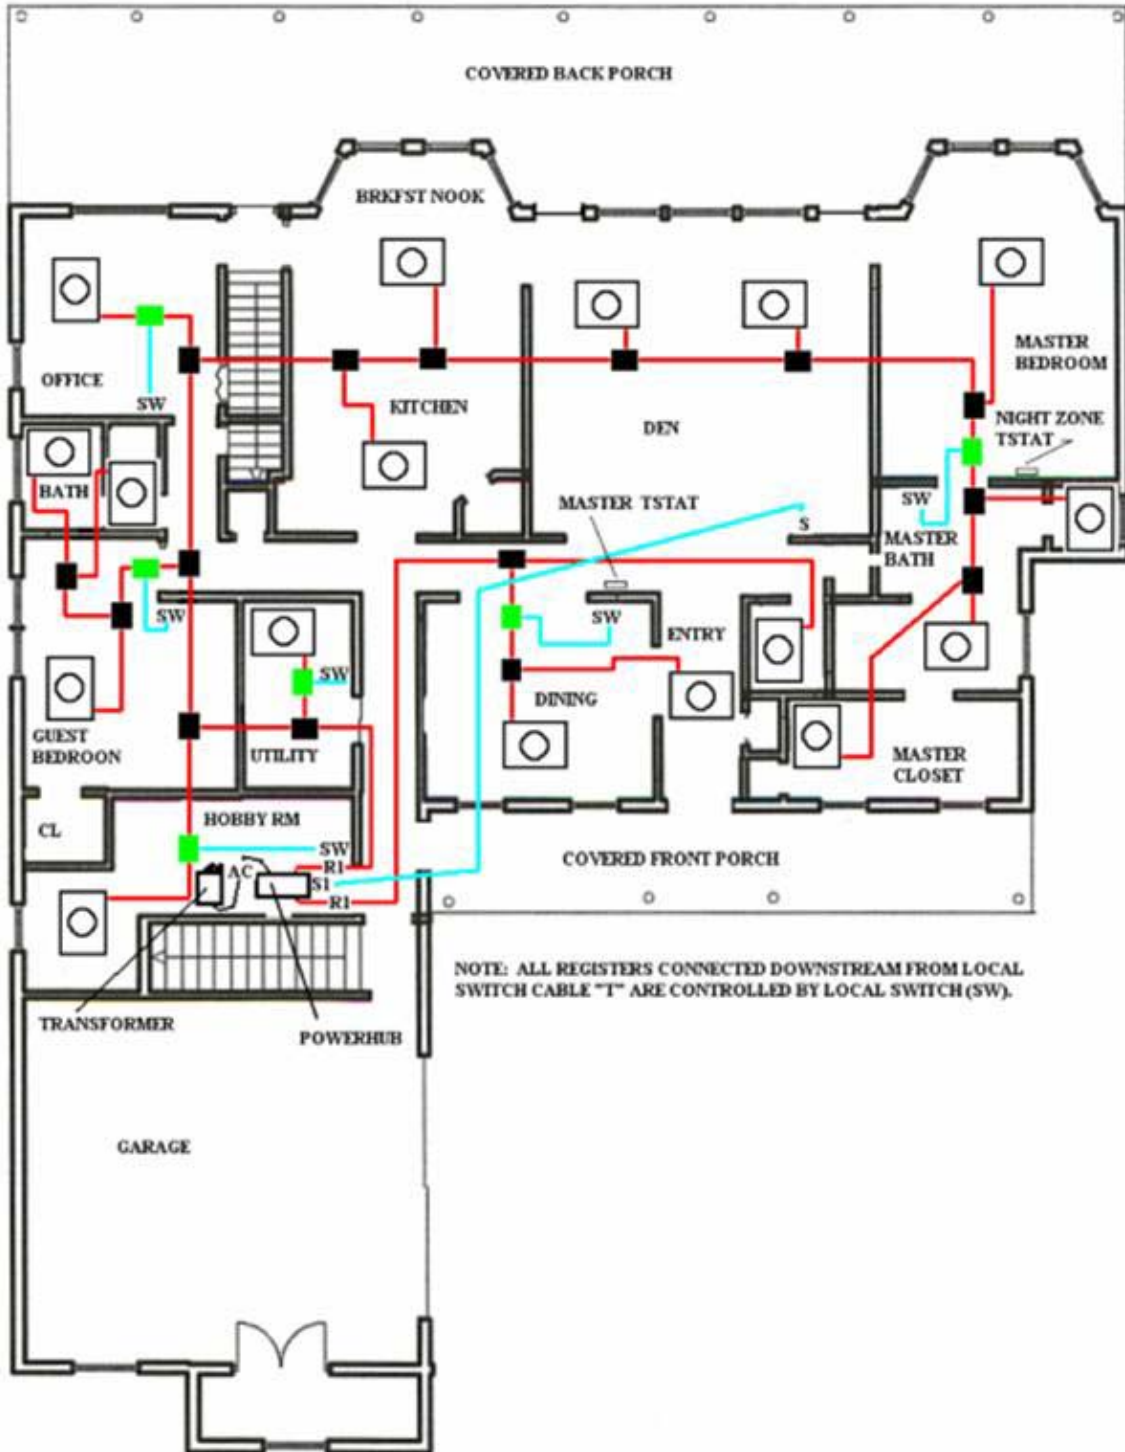 COVERED BACK PORCH
BRKFST NOOK
MASTER
BEDROOM
OFFICE
SW
KITCHEN
DEN
NIGHT ZONE
TSTAT
BATH
MASTER TSTAT
SW
S
MASTER
BATH
SW
SW
ENTRY
SW
DINING
GUEST
BEDROON
UTILITY
MASTER
CLOSET
HOBBY RM
CL
SW
COVERED FRONT PORCH
AC
R1
S1
R1
NOTE: ALL REGISTERS CONNECTED DOWNSTREAM FROM LOCAL
SWITCH CABLE "T" ARE CONTROLLED BY LOCAL SWITCH (SW).
TRANSFORMER
POWERHUB
GARAGE